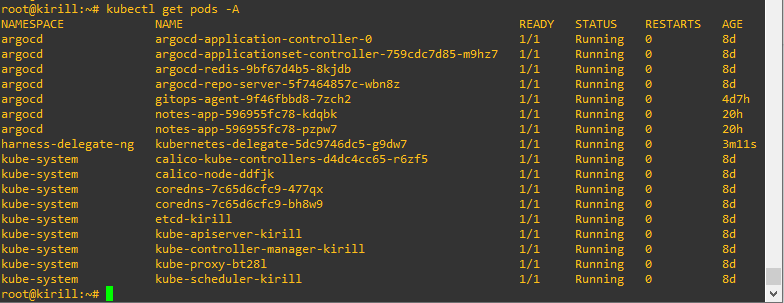 root@kirill:~# kubectl get pods -A
NAMESPACE NAME READY STATUS RESTARTS AGE
argocd argocd-application-controller-0 1/1 Running 0 8d
argocd argocd-applicationset-controller-759cdc7d85-m9hz7 1/1 Running 0 8d
argocd argocd-redis-9bf67d4b5-8kjdb 1/1 Running 0 8d
argocd argocd-repo-server-5f7464857c-wbn8z 1/1 Running 0 8d
argocd gitops-agent-9f46fbbd8-7zch2 1/1 Running 0 4d7h
argocd notes-app-596955fc78-kdqbk 1/1 Running 0 20h
argocd notes-app-596955fc78-pzpw7 1/1 Running 0 20h
harness-delegate-ng kubernetes-delegate-5dc9746dc5-g9dw7 1/1 Running 0 3m11s
kube-system calico-kube-controllers-d4dc4cc65-r6zf5 1/1 Running 0 8d
kube-system calico-node-ddfjk 1/1 Running 0 8d
kube-system coredns-7c65d6cfc9-477qx 1/1 Running 0 8d
kube-system coredns-7c65d6cfc9-bh8w9 1/1 Running 0 8d
kube-system etcd-kirill 1/1 Running 0 8d
kube-system kube-apiserver-kirill 1/1 Running 0 8d
kube-system kube-controller-manager-kirill 1/1 Running 0 8d
kube-system kube-proxy-bt28l 1/1 Running 0 8d
kube-system kube-scheduler-kirill 1/1 Running 0 8d
root@kirill:~#